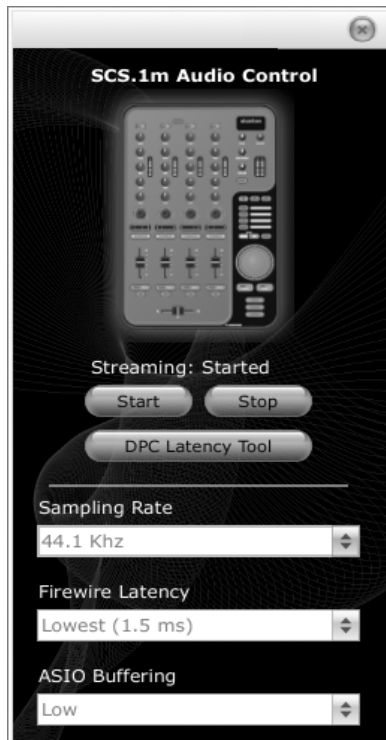 SCS.1m Audio Control
Streaming: Started
Start
Stop
DPC Latency Tool
Sampling Rate
44.1 Khz
Firewire Latency
Lowest (1.5 ms)
ASIO Buffering
Low